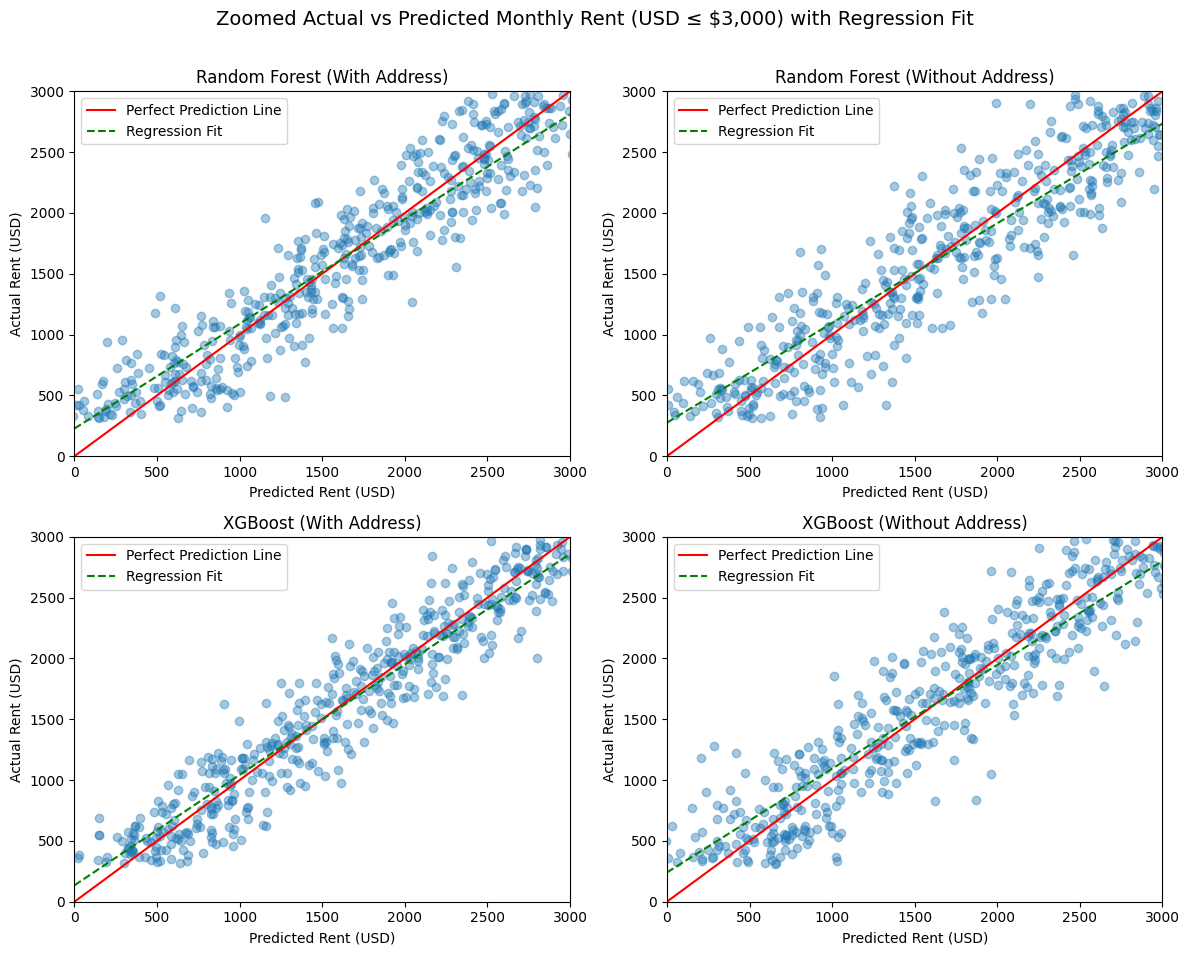 Zoomed Actual vs Predicted Monthly Rent (USD ≤ $3,000) with Regression Fit
Random Forest (With Address)
Perfect Prediction Line
Regression Fit
3000
2500
2000
1500
1000
500
0
Actual Rent (USD)
0 500 1000 1500 2000 2500 3000
Predicted Rent (USD)
Random Forest (Without Address)
Perfect Prediction Line
Regression Fit
3000
2500
2000
1500
1000
500
0
Actual Rent (USD)
0 500 1000 1500 2000 2500 3000
Predicted Rent (USD)
XGBoost (With Address)
Perfect Prediction Line
Regression Fit
3000
2500
2000
1500
1000
500
0
Actual Rent (USD)
0 500 1000 1500 2000 2500 3000
Predicted Rent (USD)
XGBoost (Without Address)
Perfect Prediction Line
Regression Fit
3000
2500
2000
1500
1000
500
0
Actual Rent (USD)
0 500 1000 1500 2000 2500 3000
Predicted Rent (USD)